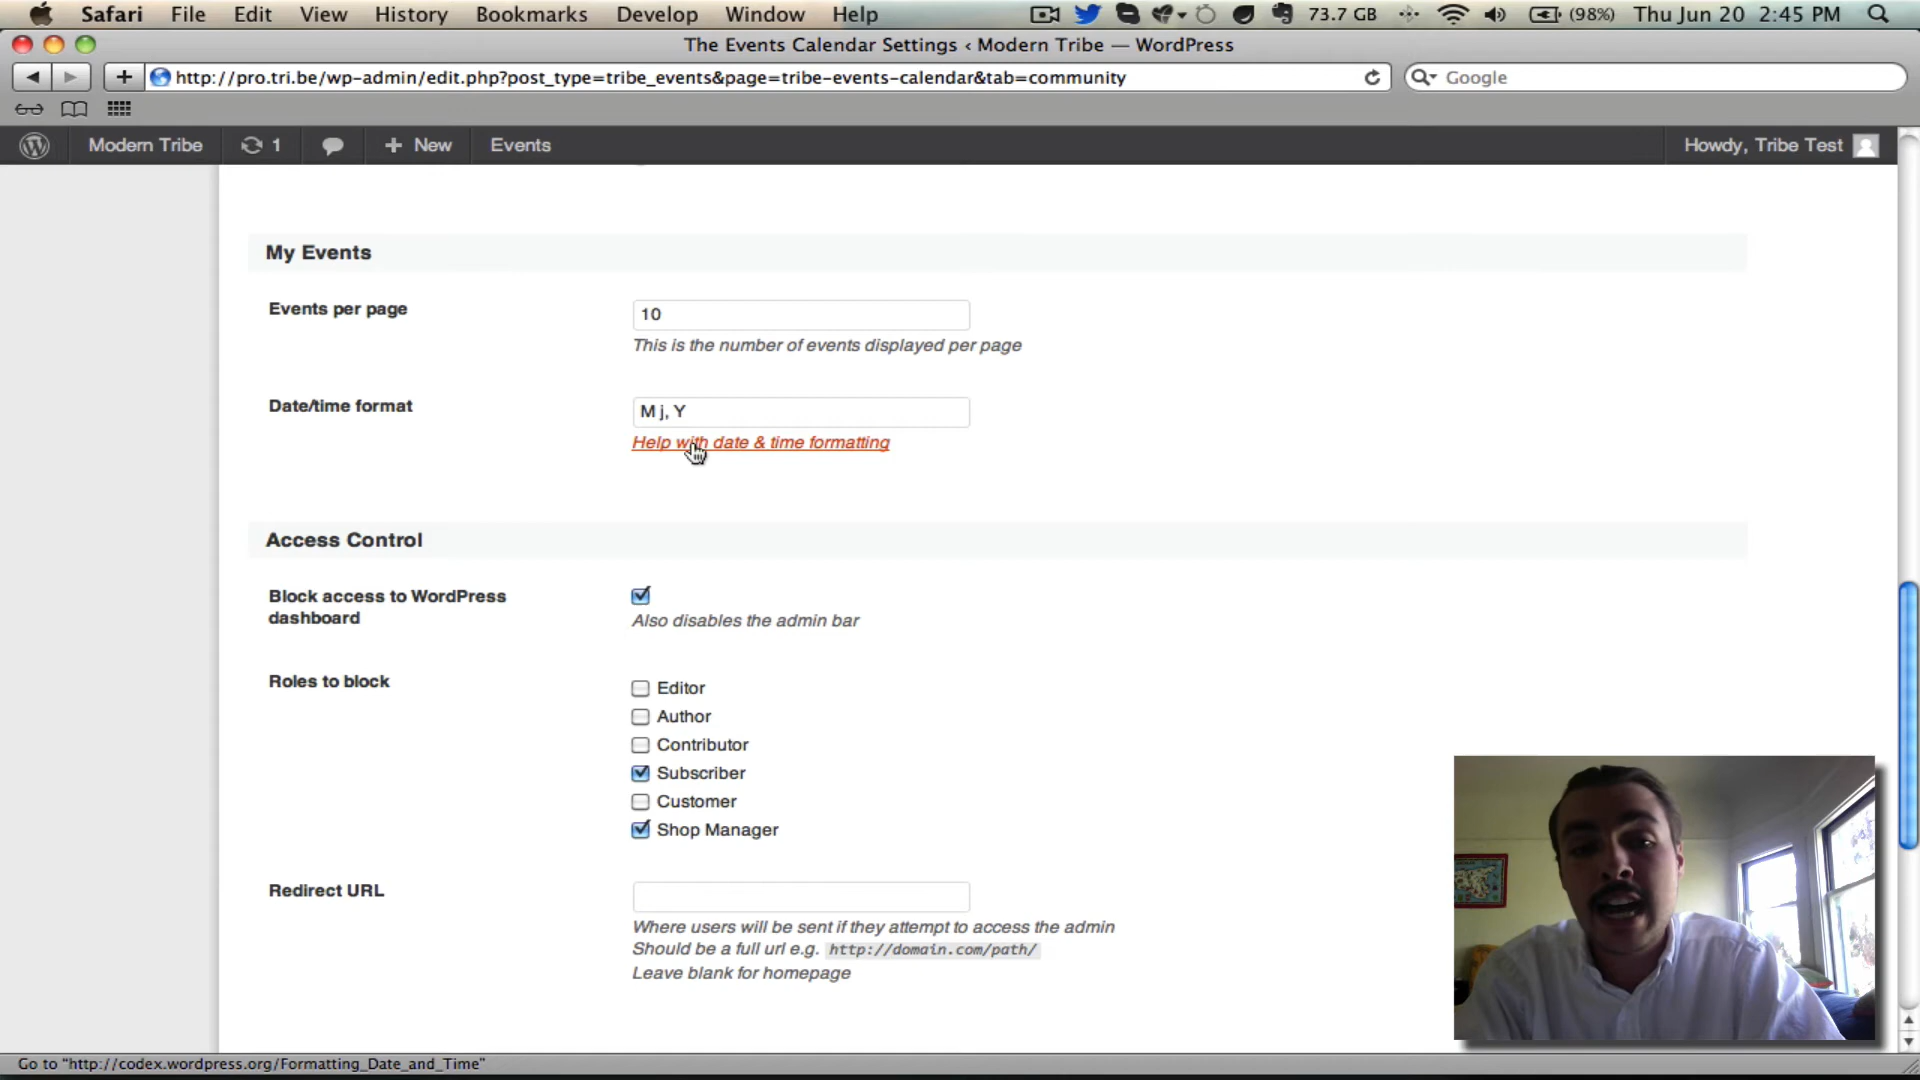 Safari File Edit View History Bookmarks Develop Window Help 73.7 GB (98%) Thu Jun 20 2:45 PM
The Events Calendar Settings ‹ Modern Tribe — WordPress
http://pro.tri.be/wp-admin/edit.php?post_type=tribe_events&page=tribe-events-calendar&tab=community Google
Modern Tribe 1 + New Events Howdy, Tribe Test
My Events
Events per page 10
This is the number of events displayed per page
Date/time format M j, Y
Help with date & time formatting
Access Control
Block access to WordPress
dashboard
Also disables the admin bar
Roles to block
Editor
Author
Contributor
Subscriber
Customer
Shop Manager
Redirect URL
Where users will be sent if they attempt to access the admin
Should be a full url e.g. http://domain.com/path/
Leave blank for homepage
Go to "http://codex.wordpress.org/Formatting_Date_and_Time"